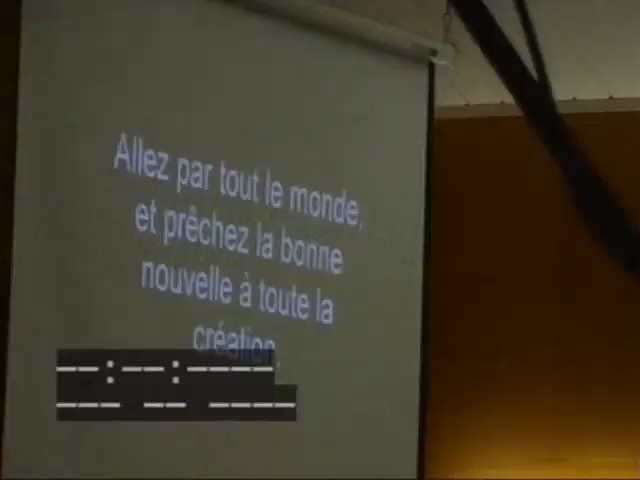 Allez par tout le monde,
et prêchez la bonne
nouvelle à toute la
création.
--:--:----
--- -- ----